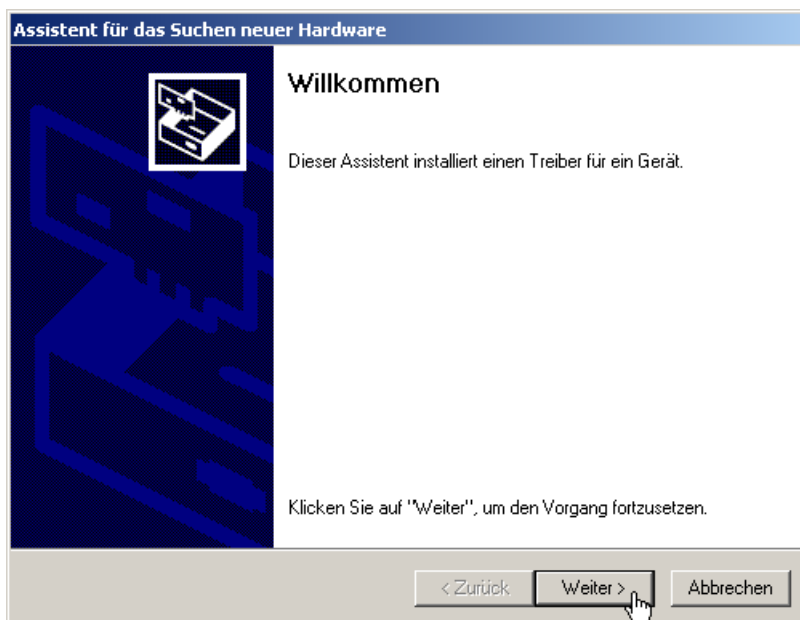 Assistent für das Suchen neuer Hardware
Willkommen
Dieser Assistent installiert einen Treiber für ein Gerät.
Klicken Sie auf "Weiter", um den Vorgang fortzusetzen.
< Zurück Weiter > Abbrechen